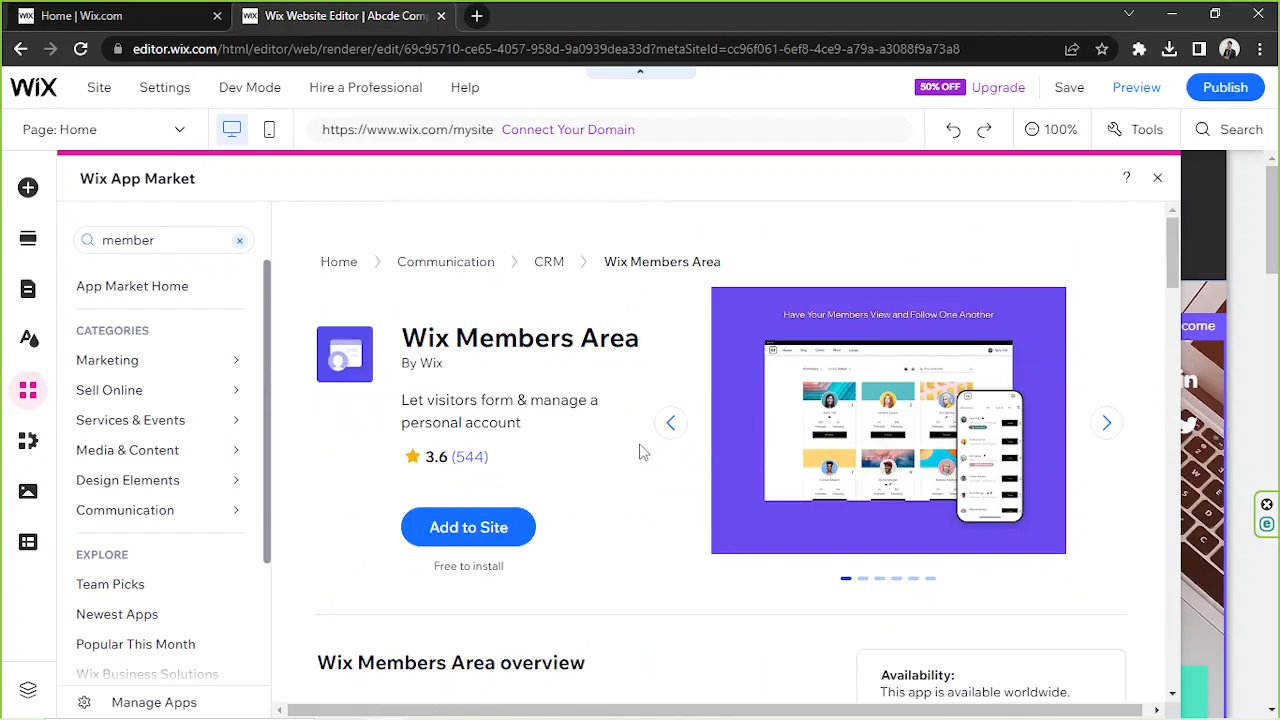 Home | Wix.com
Wix Website Editor | Abcde Com
editor.wix.com/html/editor/web/renderer/edit/69c95710-ce65-4057-958d-9a0939dea33d?metaSiteId=cc96f061-6ef8-4ce9-a79a-a3088f9a73a8
WiX Site Settings Dev Mode Hire a Professional Help 50% OFF Upgrade Save Preview Publish
Page: Home https://www.wix.com/mysite Connect Your Domain 100% Tools Search
Wix App Market ?
member
App Market Home
CATEGORIES
Marketing
Sell Online
Services & Events
Media & Content
Design Elements
Communication
EXPLORE
Team Picks
Newest Apps
Popular This Month
Wix Business Solutions
Manage Apps
Home > Communication > CRM > Wix Members Area
Wix Members Area
By Wix
Let visitors form & manage a
personal account
3.6 (544)
Add to Site
Free to install
Have Your Members View and Follow One Another
Wix Members Area overview
Availability:
This app is available worldwide.
come
in